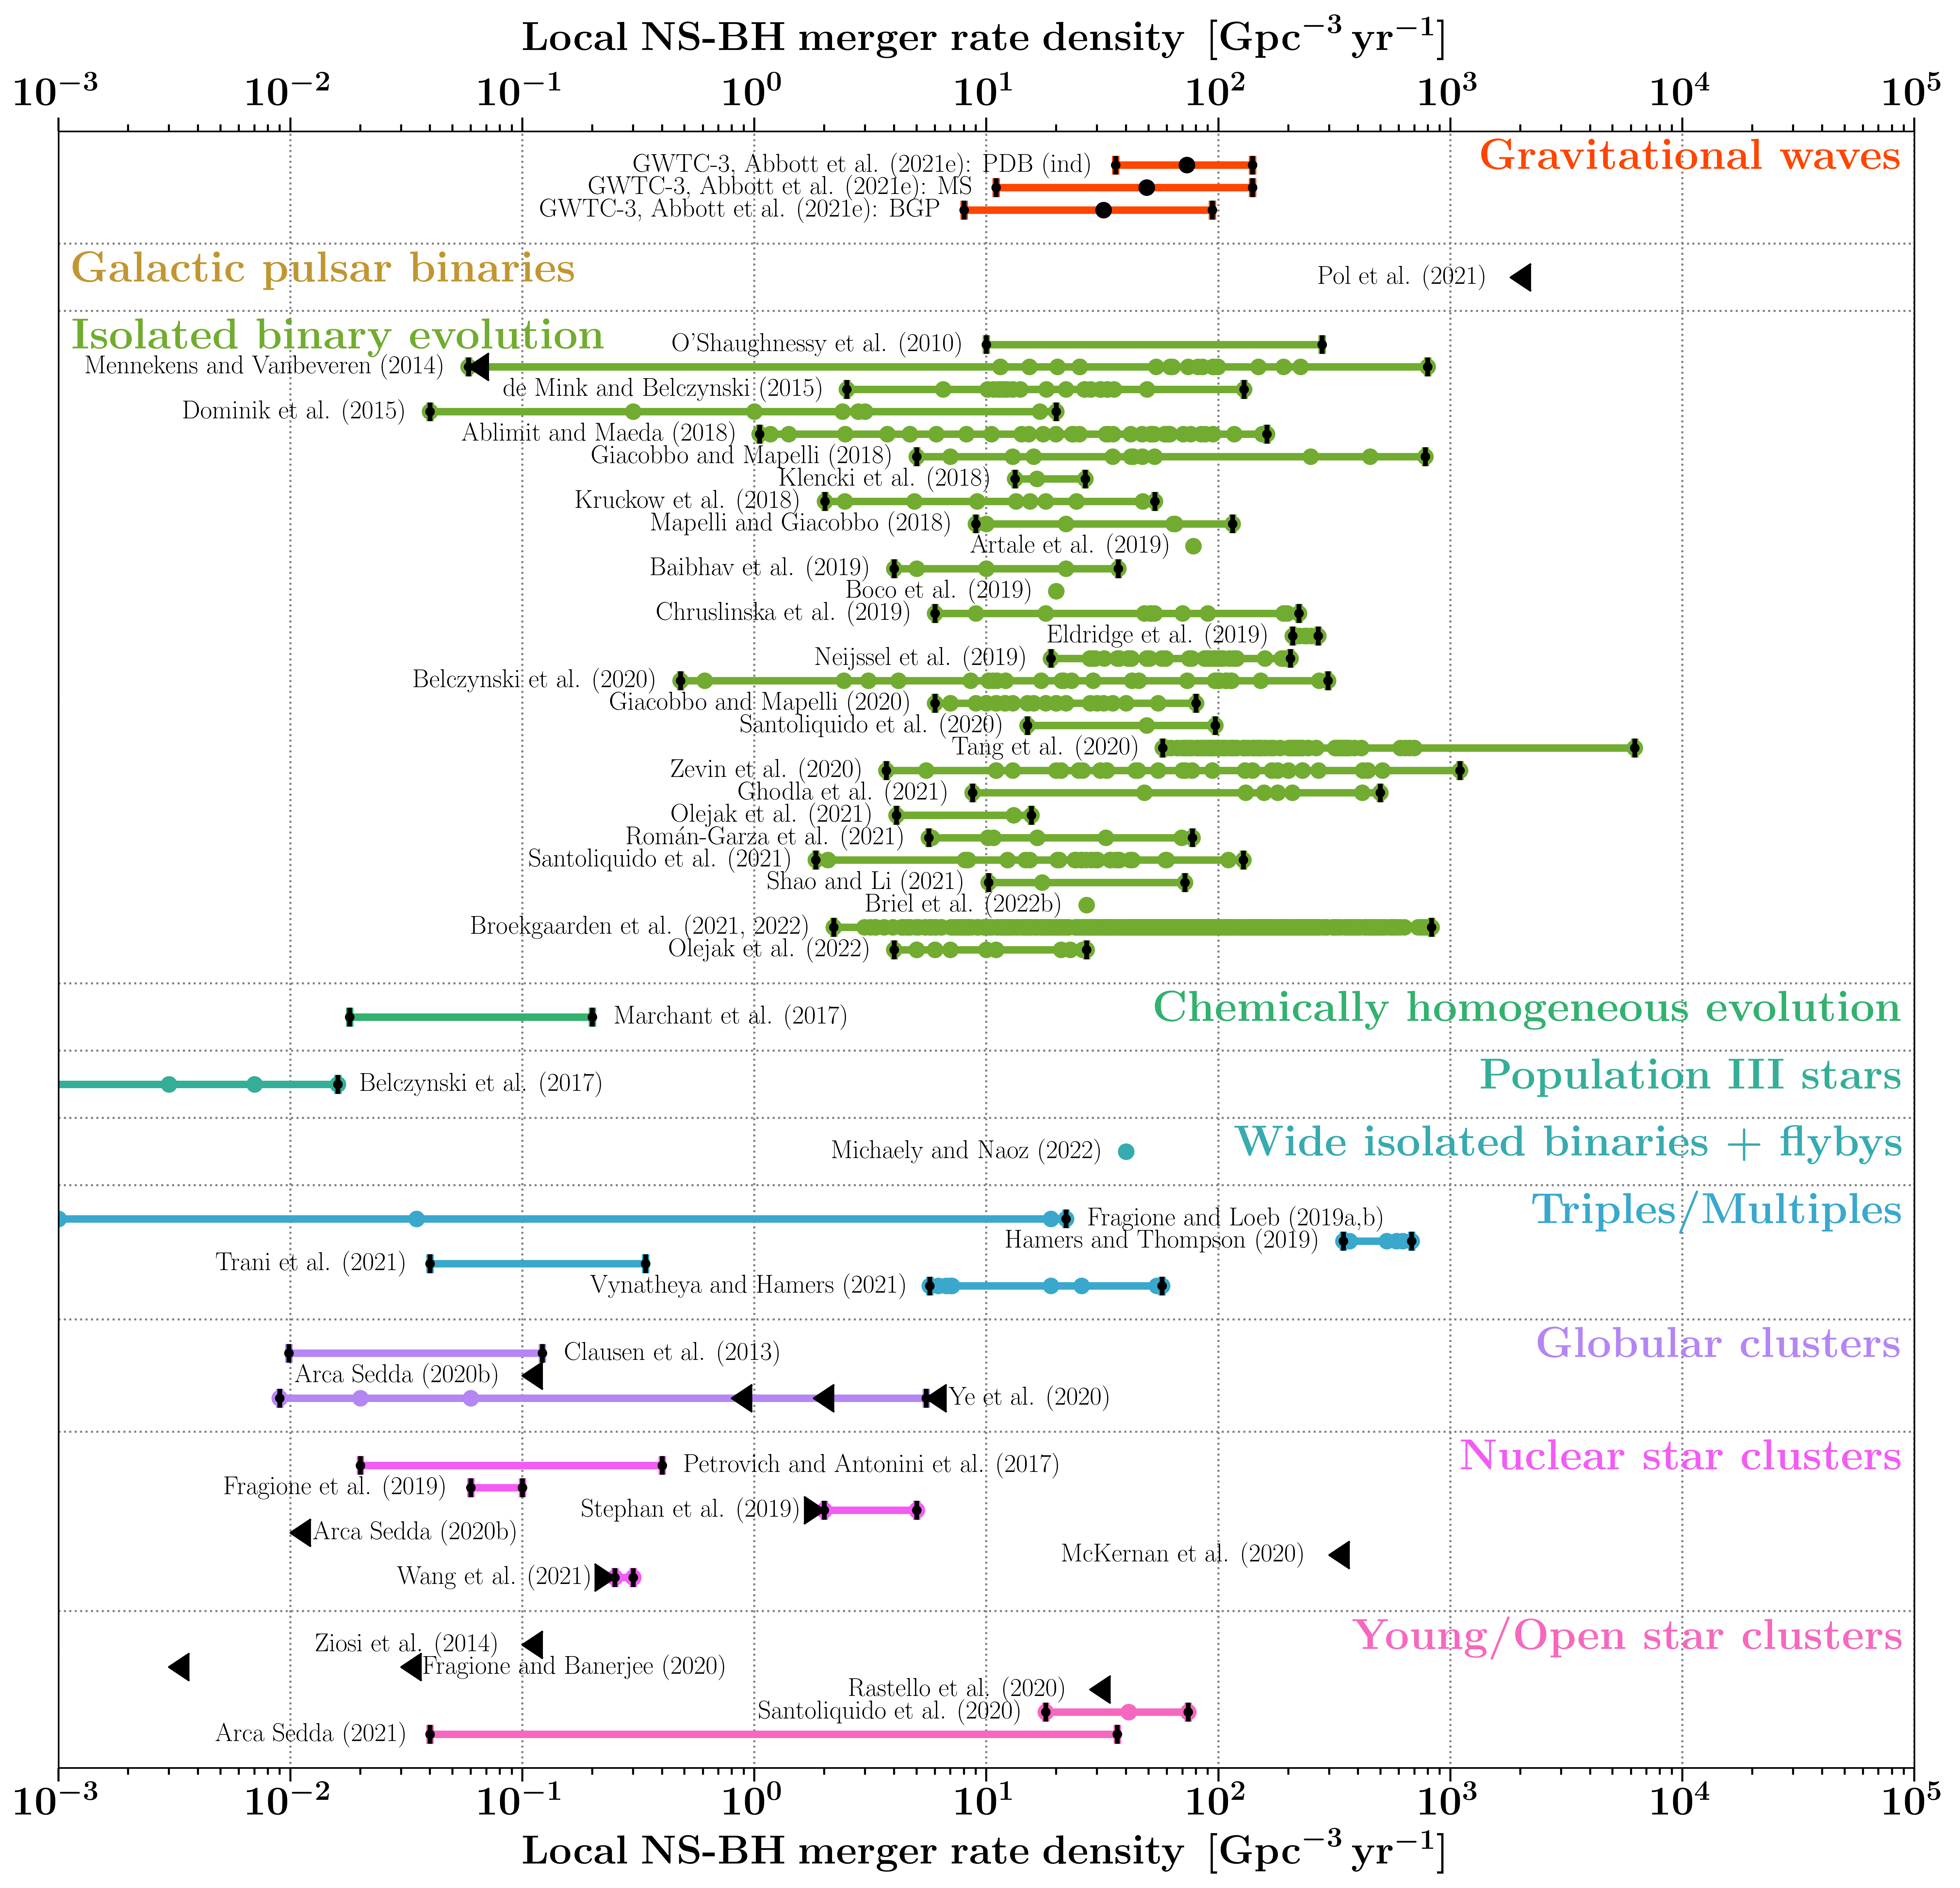 Local NS-BH merger rate density [Gpc⁻³ yr⁻¹]
10⁻³ 10⁻² 10⁻¹ 10⁰ 10¹ 10² 10³ 10⁴ 10⁵
Gravitational waves
GWTC-3, Abbott et al. (2021e): PDB (ind)
GWTC-3, Abbott et al. (2021e): MS
GWTC-3, Abbott et al. (2021e): BGP
Galactic pulsar binaries
Pol et al. (2021)
Isolated binary evolution
O'Shaughnessy et al. (2010)
Mennekens and Vanbeveren (2014)
de Mink and Belczynski (2015)
Dominik et al. (2015)
Ablimit and Maeda (2018)
Giacobbo and Mapelli (2018)
Klencki et al. (2018)
Kruckow et al. (2018)
Mapelli and Giacobbo (2018)
Artale et al. (2019)
Baibhav et al. (2019)
Boco et al. (2019)
Chruslinska et al. (2019)
Eldridge et al. (2019)
Neijssel et al. (2019)
Belczynski et al. (2020)
Giacobbo and Mapelli (2020)
Santoliquido et al. (2020)
Tang et al. (2020)
Zevin et al. (2020)
Ghodla et al. (2021)
Olejak et al. (2021)
Román-Garza et al. (2021)
Santoliquido et al. (2021)
Shao and Li (2021)
Briel et al. (2022b)
Broekgaarden et al. (2021, 2022)
Olejak et al. (2022)
Chemically homogeneous evolution
Marchant et al. (2017)
Population III stars
Belczynski et al. (2017)
Wide isolated binaries + flybys
Michaely and Naoz (2022)
Triples/Multiples
Fragione and Loeb (2019a,b)
Hamers and Thompson (2019)
Trani et al. (2021)
Vynatheya and Hamers (2021)
Globular clusters
Clausen et al. (2013)
Arca Sedda (2020b)
Ye et al. (2020)
Nuclear star clusters
Petrovich and Antonini et al. (2017)
Fragione et al. (2019)
Stephan et al. (2019)
Arca Sedda (2020b)
McKernan et al. (2020)
Wang et al. (2021)
Young/Open star clusters
Ziosi et al. (2014)
Fragione and Banerjee (2020)
Rastello et al. (2020)
Santoliquido et al. (2020)
Arca Sedda (2021)
10⁻³ 10⁻² 10⁻¹ 10⁰ 10¹ 10² 10³ 10⁴ 10⁵
Local NS-BH merger rate density [Gpc⁻³ yr⁻¹]